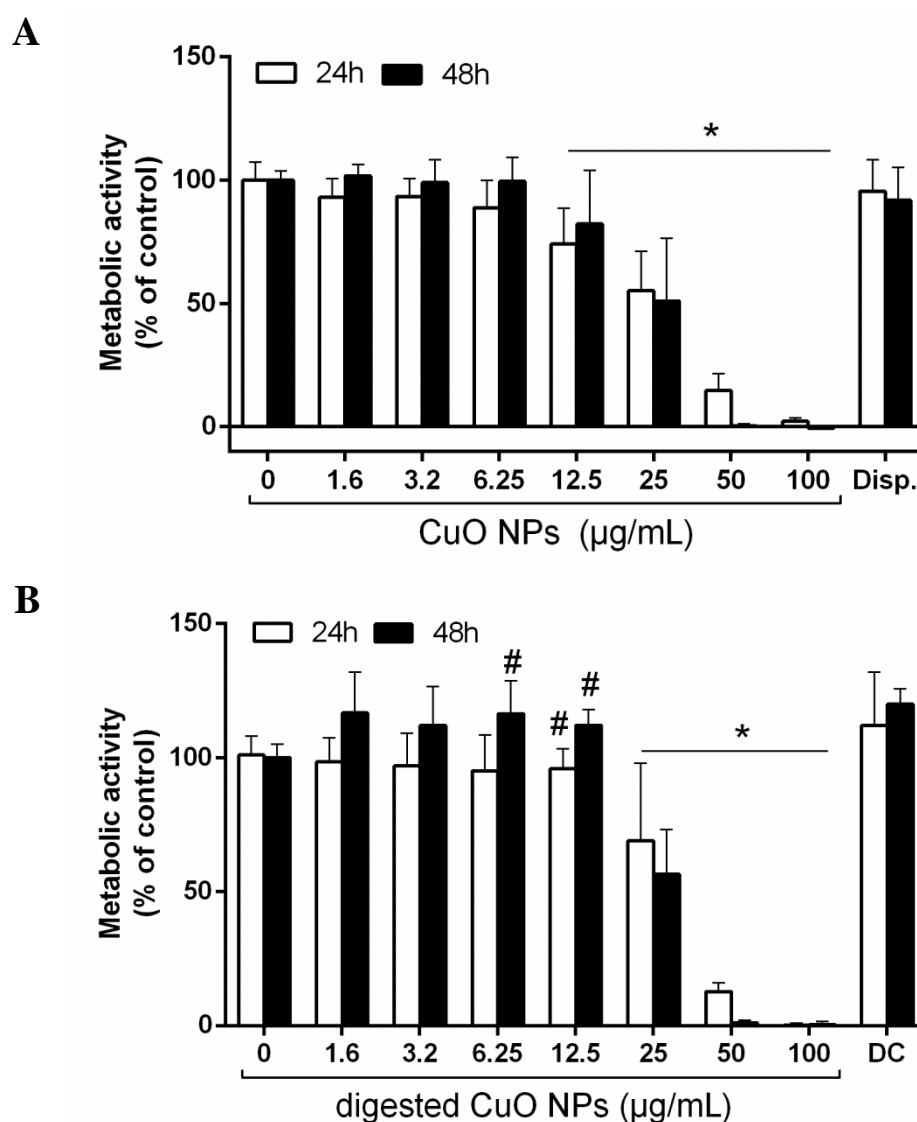 A
150
24h 48h
*
100
50
0
Metabolic activity
(% of control)
0 1.6 3.2 6.25 12.5 25 50 100 Disp.
CuO NPs (µg/mL)
B
150
24h 48h
# # #
*
100
50
0
Metabolic activity
(% of control)
0 1.6 3.2 6.25 12.5 25 50 100 DC
digested CuO NPs (µg/mL)